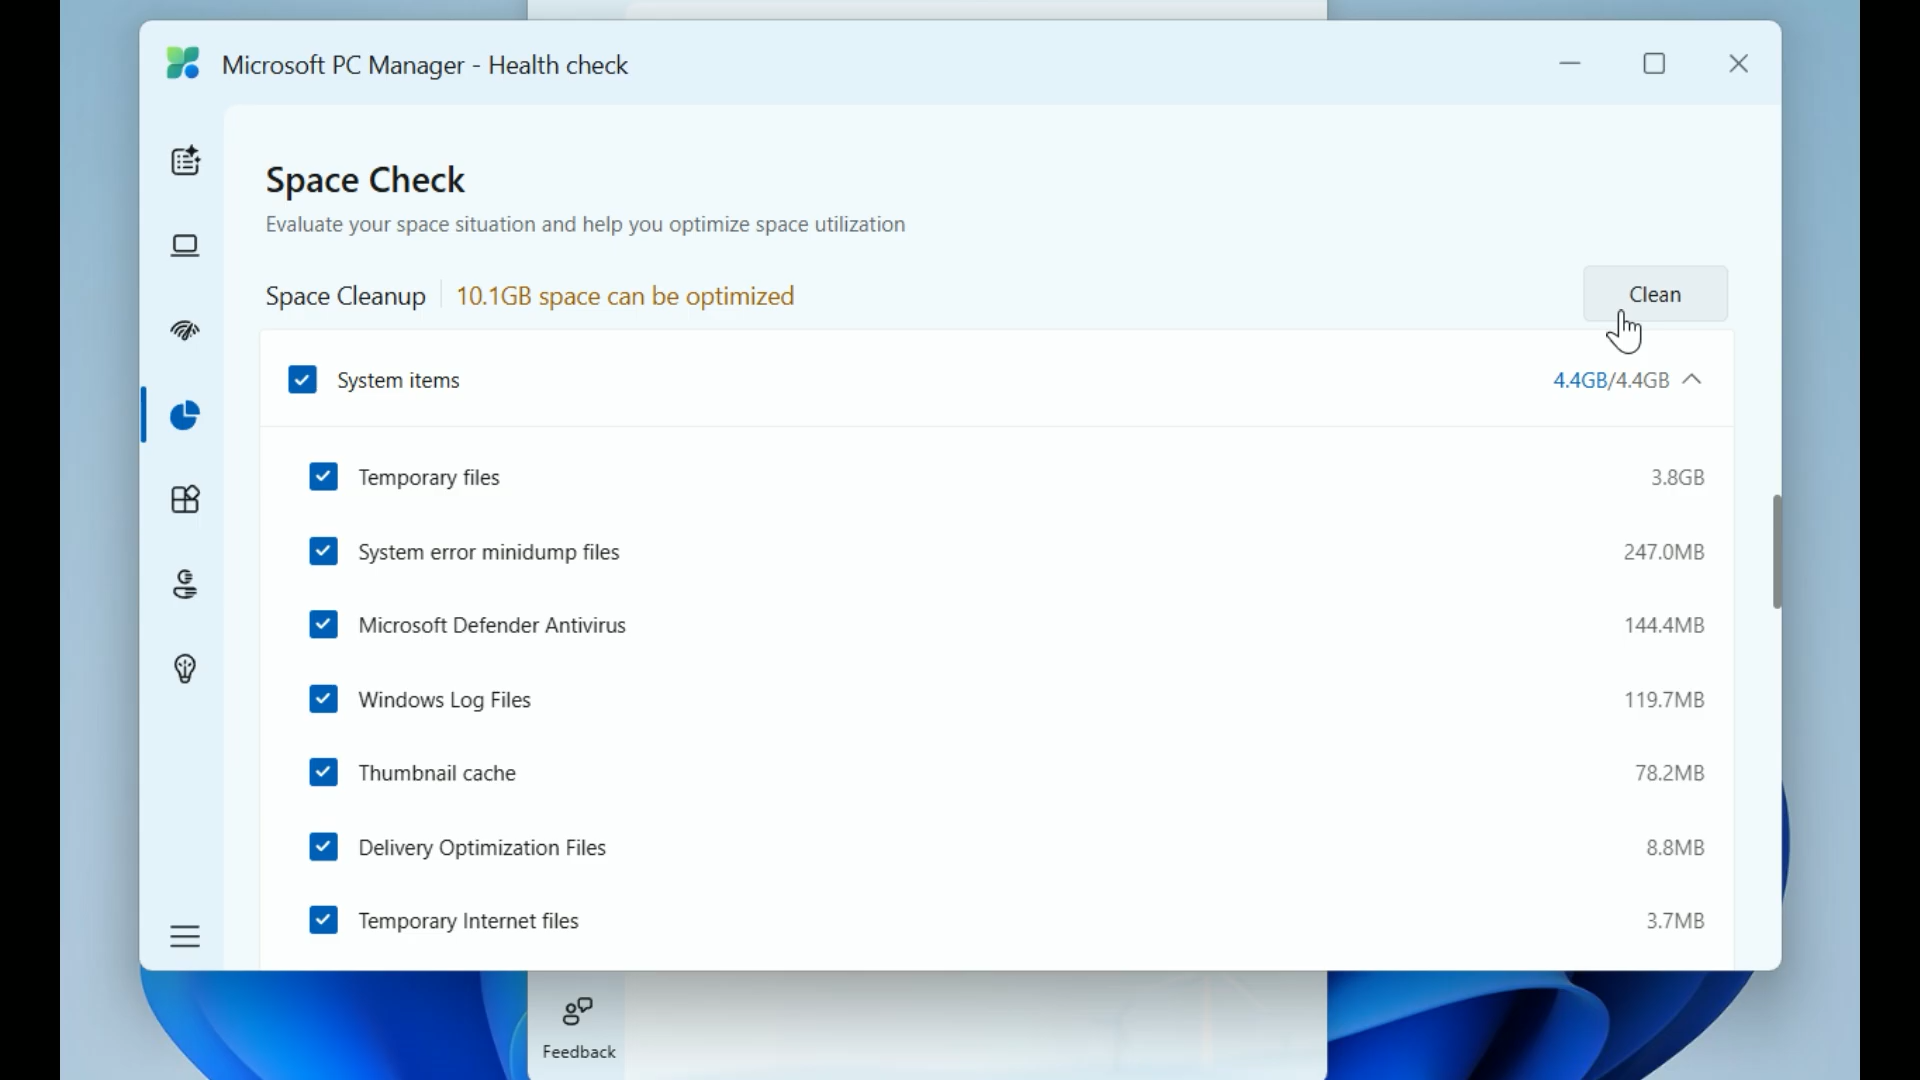 Microsoft PC Manager - Health check
Space Check
Evaluate your space situation and help you optimize space utilization
Space Cleanup 10.1GB space can be optimized Clean
System items 4.4GB/4.4GB
Temporary files 3.8GB
System error minidump files 247.0MB
Microsoft Defender Antivirus 144.4MB
Windows Log Files 119.7MB
Thumbnail cache 78.2MB
Delivery Optimization Files 8.8MB
Temporary Internet files 3.7MB
Feedback